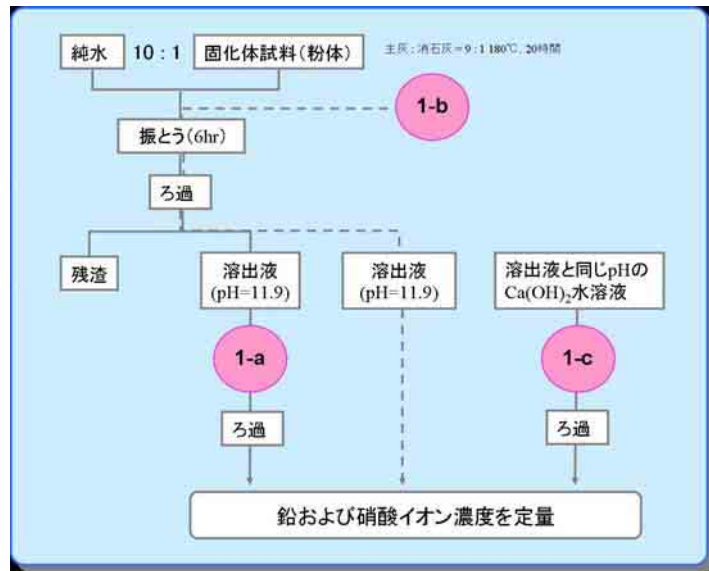 純水 10 : 1 固化体試料(粉体) 主灰:消石灰=9:1 180℃, 20時間
1-b
振とう(6hr)
ろ過
残渣
溶出液
(pH=11.9)
溶出液
(pH=11.9)
溶出液と同じpHの
Ca(OH)2水溶液
1-a
1-c
ろ過
ろ過
鉛および硝酸イオン濃度を定量